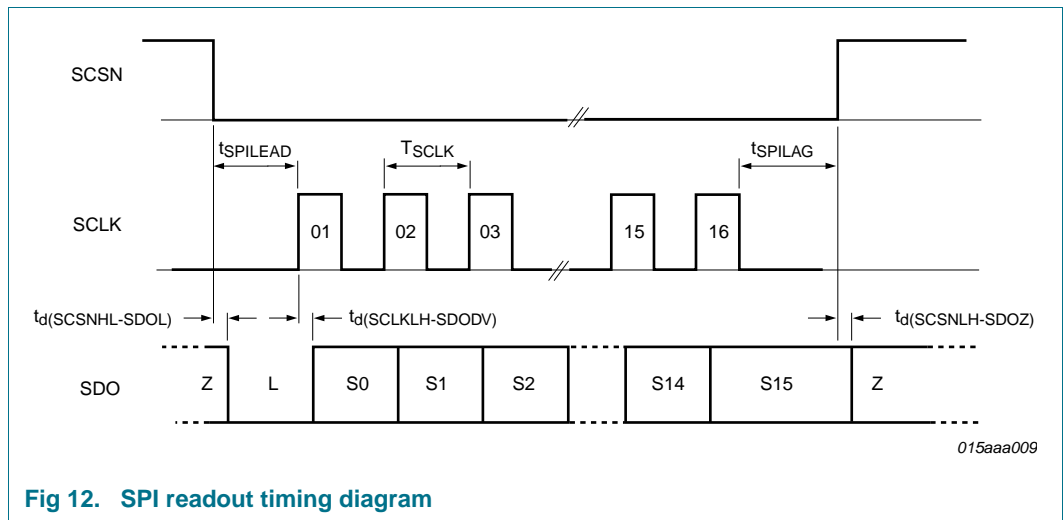 SCSN
tSPILEAD
TSCLK
tSPILAG
SCLK
01
02
03
15
16
td(SCSNHL-SDOL)
td(SCLKLH-SDODV)
td(SCSNLH-SDOZ)
SDO
Z
L
S0
S1
S2
S14
S15
Z
015aaa009
Fig 12. SPI readout timing diagram